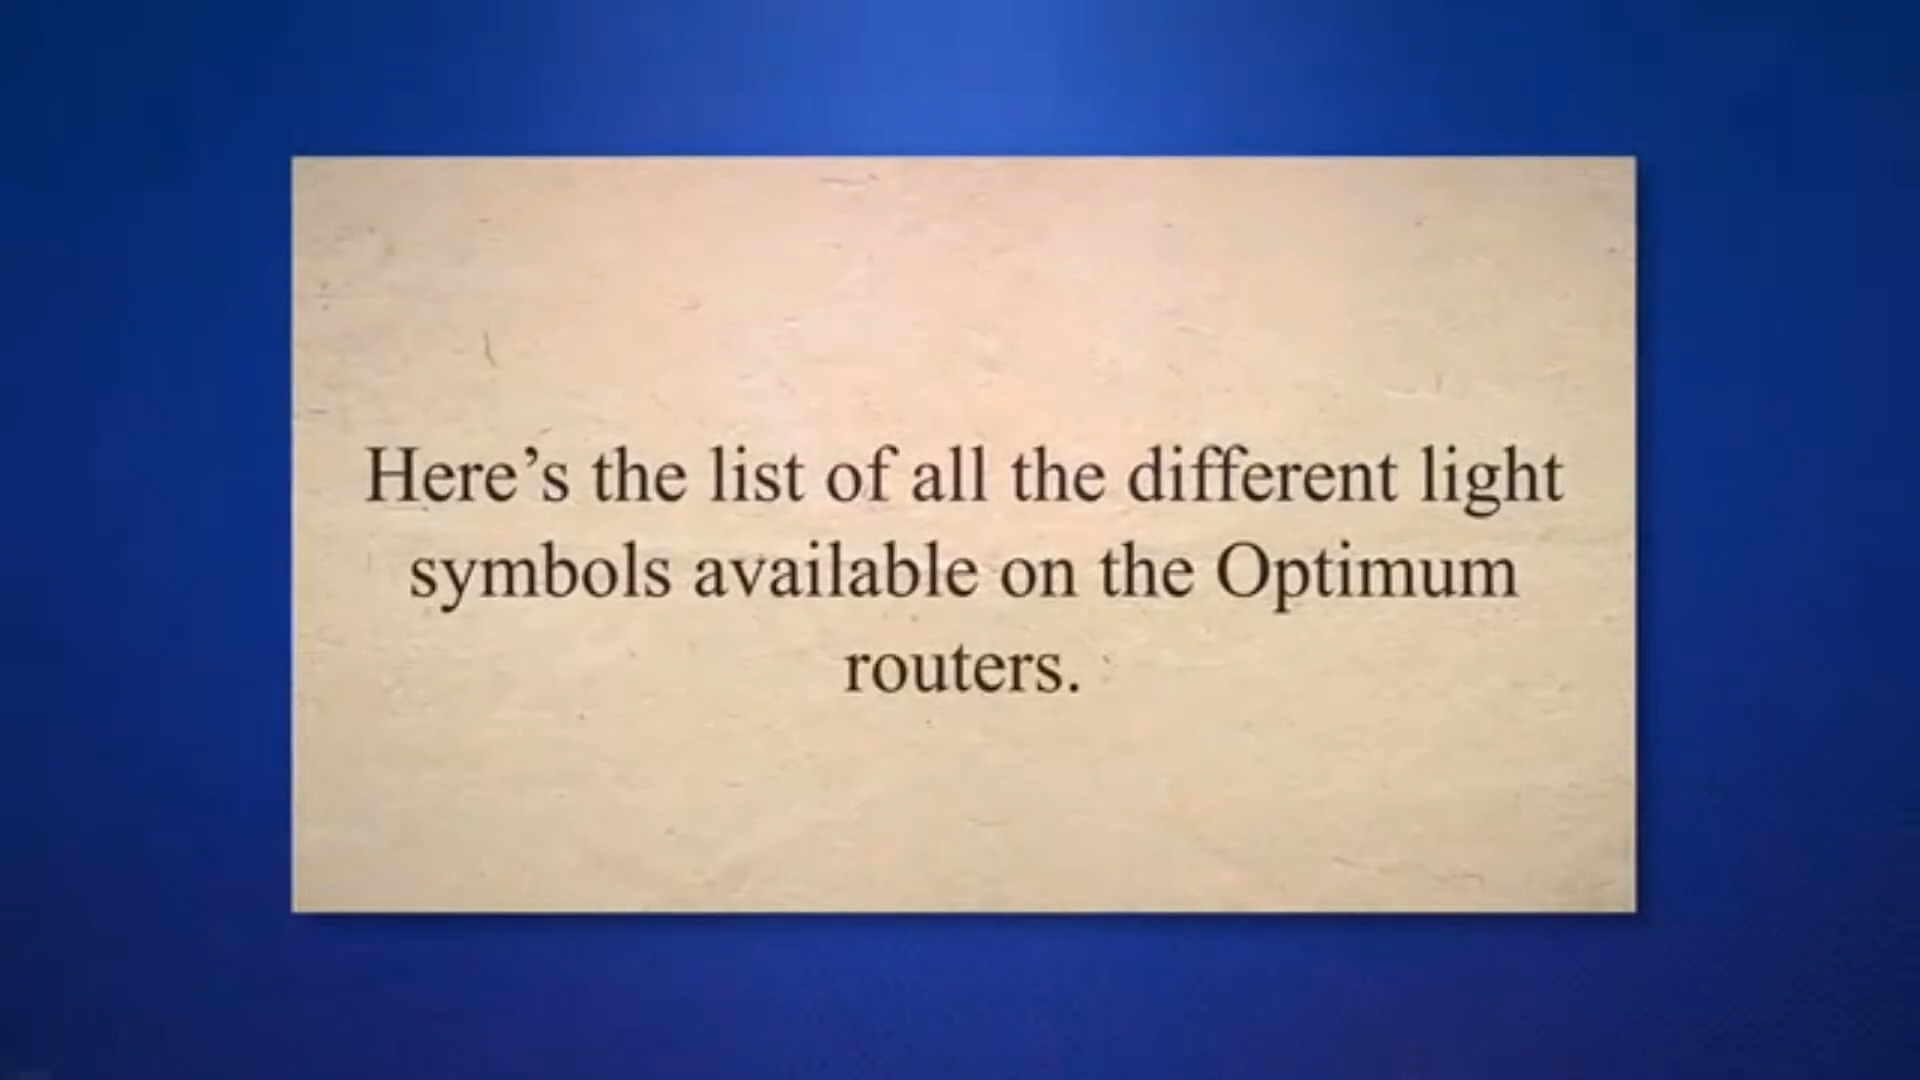 Here’s the list of all the different light
symbols available on the Optimum
routers.